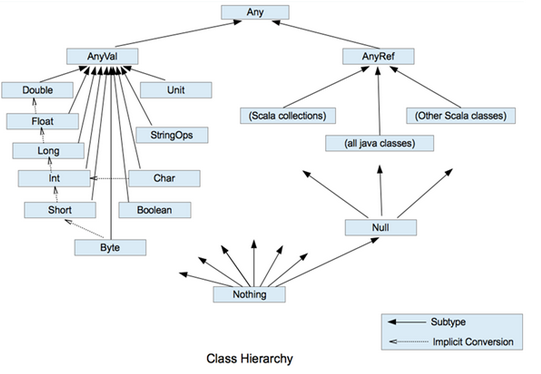 Any
AnyVal
AnyRef
Double
Unit
Float
(Scala collections)
(Other Scala classes)
StringOps
Long
(all java classes)
Int
Char
Short
Boolean
Null
Byte
Nothing
Subtype
Implicit Conversion
Class Hierarchy